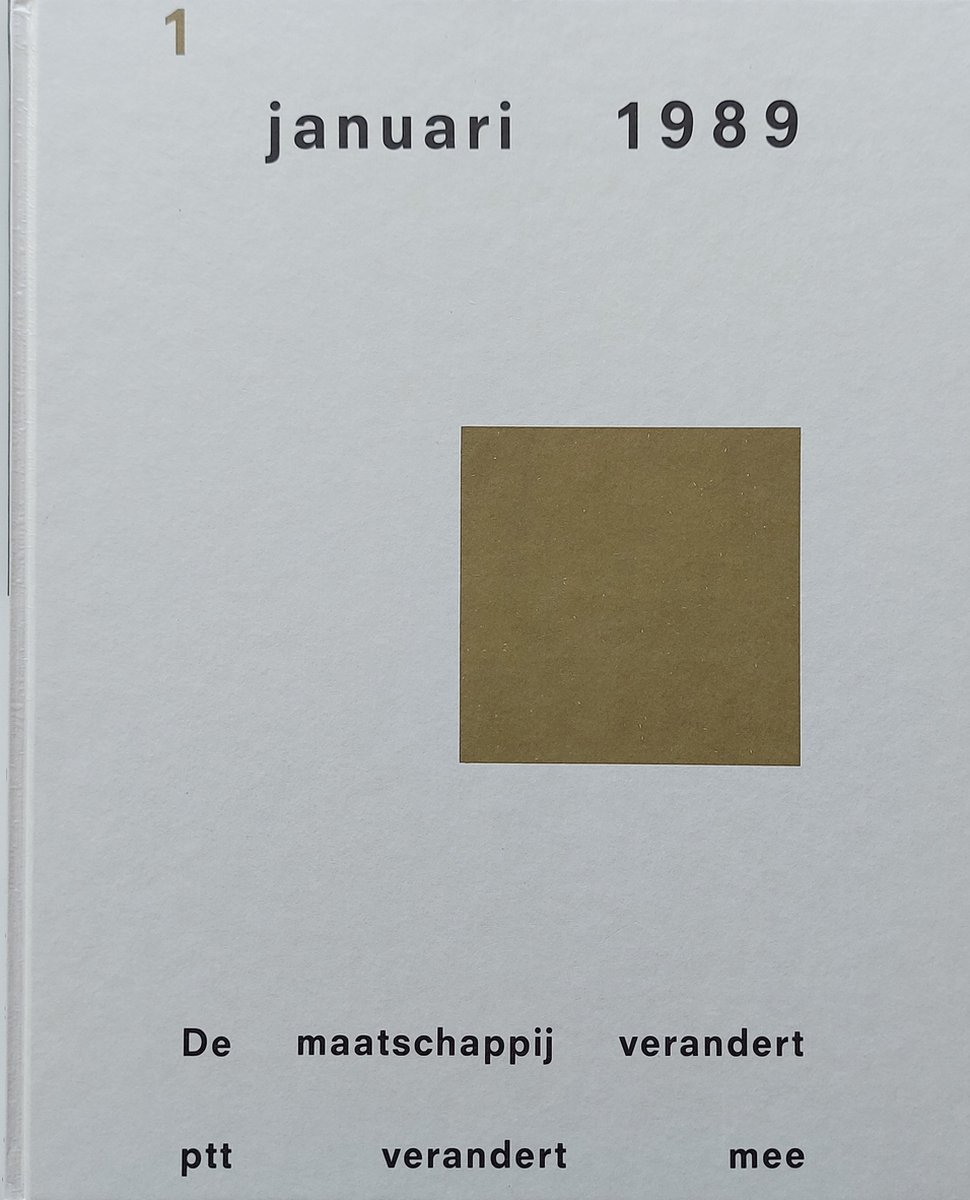 1
januari 1989
De maatschappij verandert
ptt verandert mee